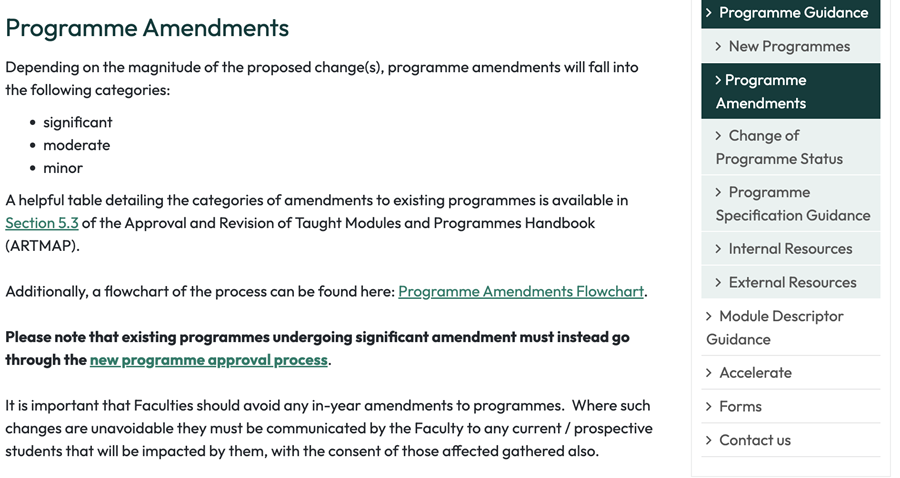 Programme Amendments
Depending on the magnitude of the proposed change(s), programme amendments will fall into
the following categories:
• significant
• moderate
• minor
A helpful table detailing the categories of amendments to existing programmes is available in
Section 5.3 of the Approval and Revision of Taught Modules and Programmes Handbook
(ARTMAP).
Additionally, a flowchart of the process can be found here: Programme Amendments Flowchart.
Please note that existing programmes undergoing significant amendment must instead go
through the new programme approval process.
It is important that Faculties should avoid any in-year amendments to programmes.  Where such
changes are unavoidable they must be communicated by the Faculty to any current / prospective
students that will be impacted by them, with the consent of those affected gathered also.
Programme Guidance
New Programmes
Programme
Amendments
Change of
Programme Status
Programme
Specification Guidance
Internal Resources
External Resources
Module Descriptor
Guidance
Accelerate
Forms
Contact us